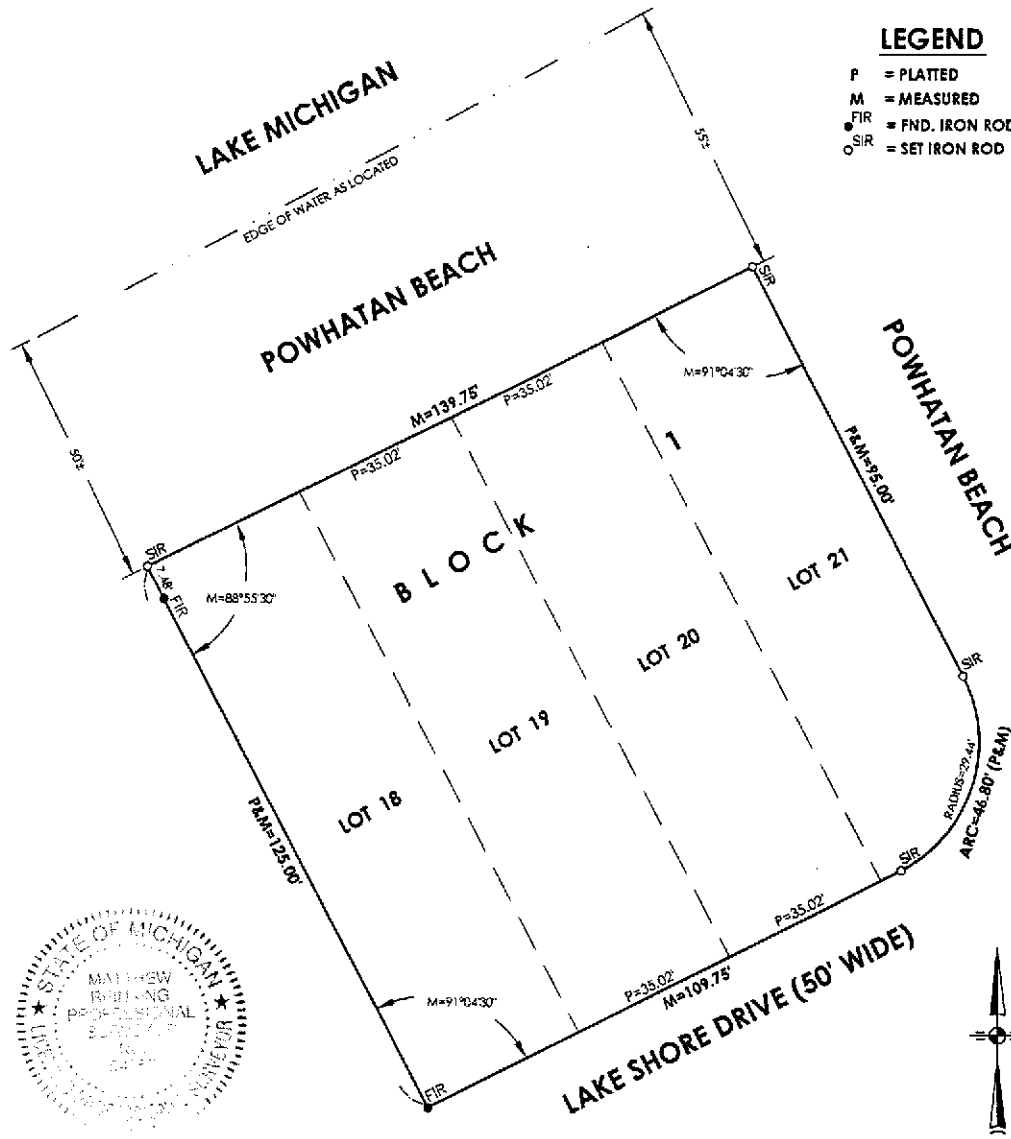 LEGEND
P = PLATTED
M = MEASURED
FIR = FND. IRON ROD
SIR = SET IRON ROD
LAKE MICHIGAN
EDGE OF WATER AS LOCATED
55'±
POWHATAN BEACH
SIR
50'±
M=139.75'
P=35.02'
P=35.02'
M=91°04'30"
POWHATAN BEACH
P&M=95.00'
SIR
7.48'
FIR
M=88°55'30"
BLOCK 1
LOT 21
LOT 20
LOT 19
LOT 18
SIR
RADIUS=29.44'
ARC=46.80' (P&M)
SIR
P&M=125.00'
P=35.02'
P=35.02'
M=109.75'
M=91°04'30"
FIR
LAKE SHORE DRIVE (50' WIDE)
STATE OF MICHIGAN
MATTHEW
PROFESSIONAL
SURVEYOR